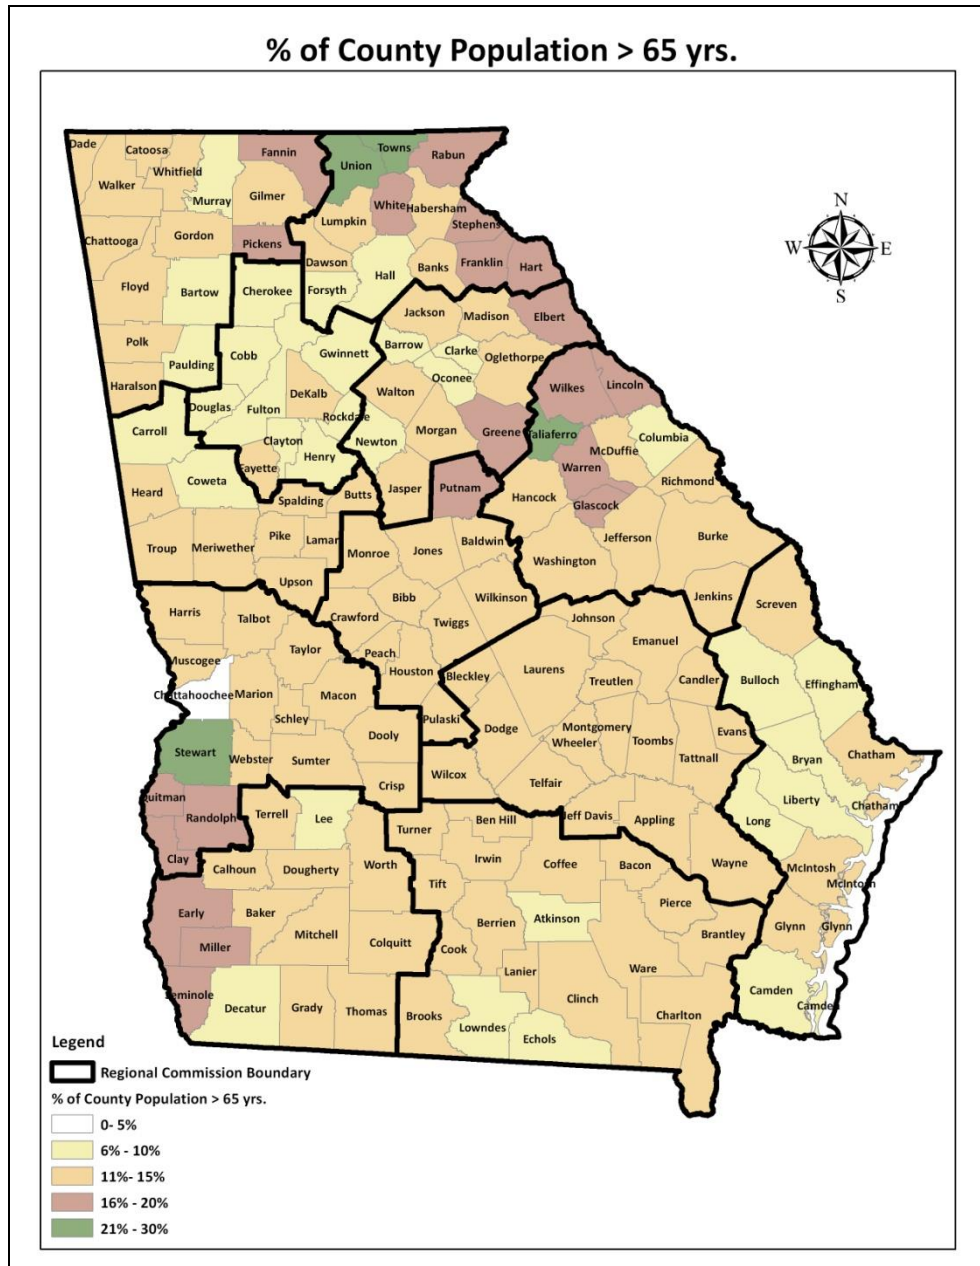 % of County Population > 65 yrs.
Dade
Catoosa
Fannin
Towns
Union
Rabun
Walker
Whitfield
Murray
Gilmer
White
Habersham
Lumpkin
Stephens
Chattooga
Gordon
Pickens
Dawson
Banks
Franklin
Hart
Floyd
Bartow
Cherokee
Forsyth
Hall
Jackson
Madison
Elbert
Polk
Paulding
Cobb
Gwinnett
Barrow
Clarke
Oglethorpe
Oconee
Haralson
Douglas
Fulton
DeKalb
Rockdale
Walton
Wilkes
Lincoln
Carroll
Clayton
Henry
Newton
Morgan
Greene
Taliaferro
Columbia
McDuffie
Warren
Fayette
Coweta
Heard
Spalding
Butts
Jasper
Putnam
Hancock
Glascock
Richmond
Troup
Meriwether
Pike
Lamar
Monroe
Jones
Baldwin
Washington
Jefferson
Burke
Upson
Bibb
Wilkinson
Jenkins
Screven
Harris
Talbot
Crawford
Twiggs
Johnson
Emanuel
Muscogee
Taylor
Peach
Houston
Bleckley
Laurens
Treutlen
Candler
Bulloch
Effingham
Chattahoochee
Marion
Macon
Schley
Pulaski
Dodge
Montgomery
Wheeler
Toombs
Evans
Tattnall
Bryan
Chatham
Stewart
Webster
Sumter
Dooly
Crisp
Wilcox
Telfair
Liberty
Chatham
Long
Quitman
Randolph
Clay
Terrell
Lee
Worth
Turner
Ben Hill
Jeff Davis
Appling
Wayne
McIntosh
McIntosh
Calhoun
Dougherty
Irwin
Coffee
Bacon
Tift
Pierce
Early
Baker
Mitchell
Colquitt
Berrien
Atkinson
Brantley
Glynn
Glynn
Miller
Cook
Lanier
Ware
Seminole
Decatur
Grady
Thomas
Brooks
Lowndes
Echols
Clinch
Charlton
Camden
Camden
N
W
E
S
Legend
Regional Commission Boundary
% of County Population > 65 yrs.
0- 5%
6% - 10%
11%- 15%
16% - 20%
21% - 30%